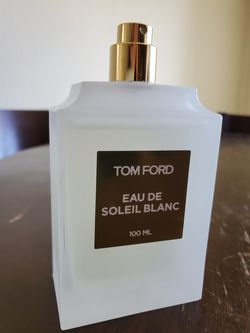 TOM FORD
EAU DE
SOLEIL BLANC
100 ML